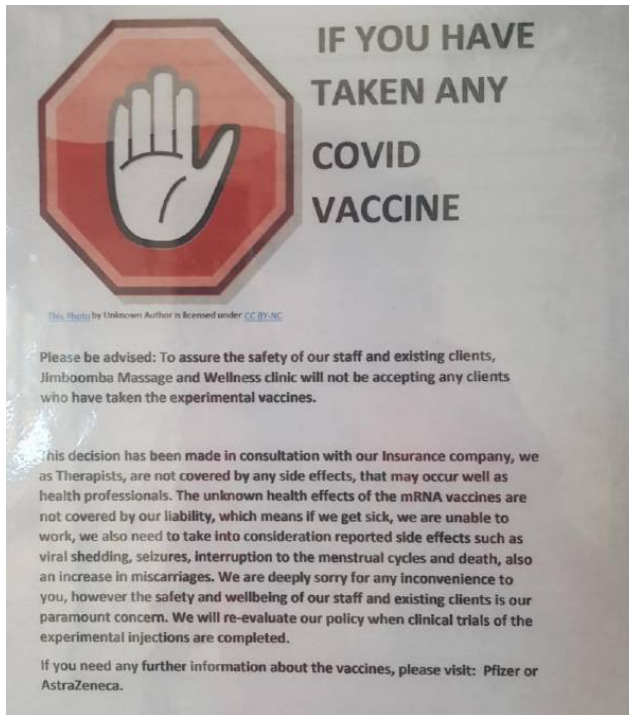 IF YOU HAVE
TAKEN ANY
COVID
VACCINE
This Photo by Unknown Author is licensed under CC BY-NC
Please be advised: To assure the safety of our staff and existing clients,
Jimboomba Massage and Wellness clinic will not be accepting any clients
who have taken the experimental vaccines.
This decision has been made in consultation with our Insurance company, we
as Therapists, are not covered by any side effects, that may occur well as
health professionals. The unknown health effects of the mRNA vaccines are
not covered by our liability, which means if we get sick, we are unable to
work, we also need to take into consideration reported side effects such as
viral shedding, seizures, interruption to the menstrual cycles and death, also
an increase in miscarriages. We are deeply sorry for any inconvenience to
you, however the safety and wellbeing of our staff and existing clients is our
paramount concern. We will re-evaluate our policy when clinical trials of the
experimental injections are completed.
If you need any further information about the vaccines, please visit: Pfizer or
AstraZeneca.